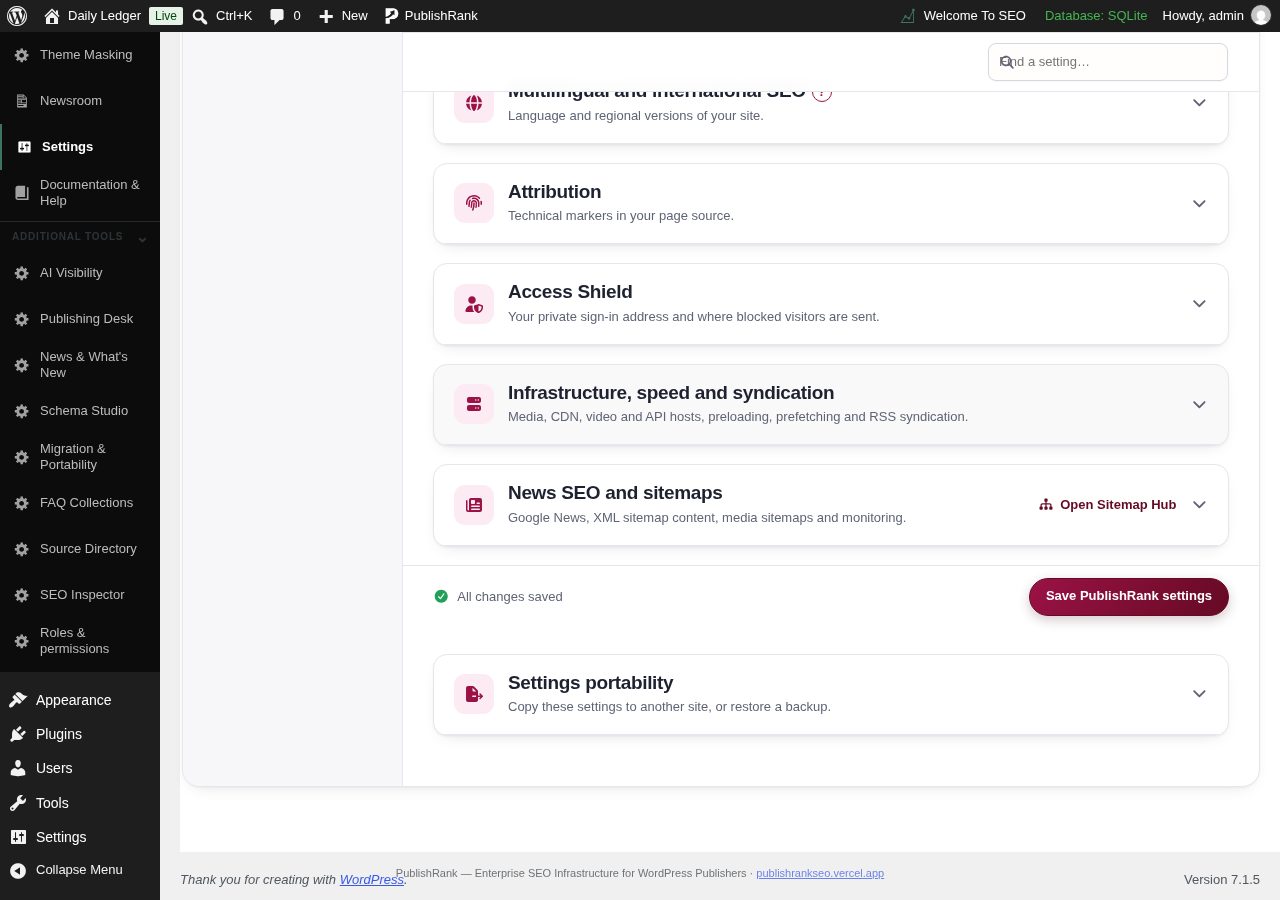 Daily Ledger Live Ctrl+K 0 New PublishRank Welcome To SEO Database: SQLite Howdy, admin
Theme Masking
Newsroom
Settings
Documentation &
Help
ADDITIONAL TOOLS
AI Visibility
Publishing Desk
News & What's
New
Schema Studio
Migration &
Portability
FAQ Collections
Source Directory
SEO Inspector
Roles &
permissions
Appearance
Plugins
Users
Tools
Settings
Collapse Menu
Find a setting…
Multilingual and international SEO ?
Language and regional versions of your site.
Attribution
Technical markers in your page source.
Access Shield
Your private sign-in address and where blocked visitors are sent.
Infrastructure, speed and syndication
Media, CDN, video and API hosts, preloading, prefetching and RSS syndication.
News SEO and sitemaps
Google News, XML sitemap content, media sitemaps and monitoring.
Open Sitemap Hub
All changes saved
Save PublishRank settings
Settings portability
Copy these settings to another site, or restore a backup.
PublishRank — Enterprise SEO Infrastructure for WordPress Publishers · publishrankseo.vercel.app
Thank you for creating with WordPress.
Version 7.1.5